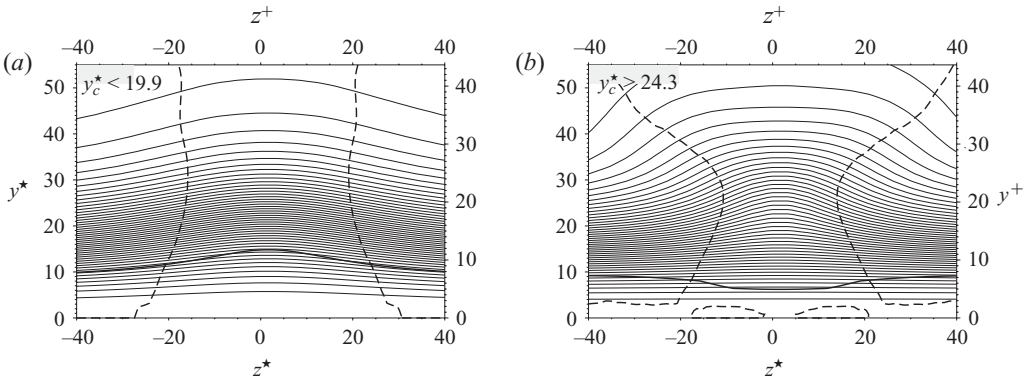 z⁺ z⁺
(a) −40 −20 0 20 40 (b) −40 −20 0 20 40
y_c^★ < 19.9 y_c^★ > 24.3
50 40 50 40
40 30 40 30
y^★ 30 20 30 20 y⁺
20 20
10 10 10 10
0 0 0 0
−40 −20 0 20 40 −40 −20 0 20 40
z^★ z^★